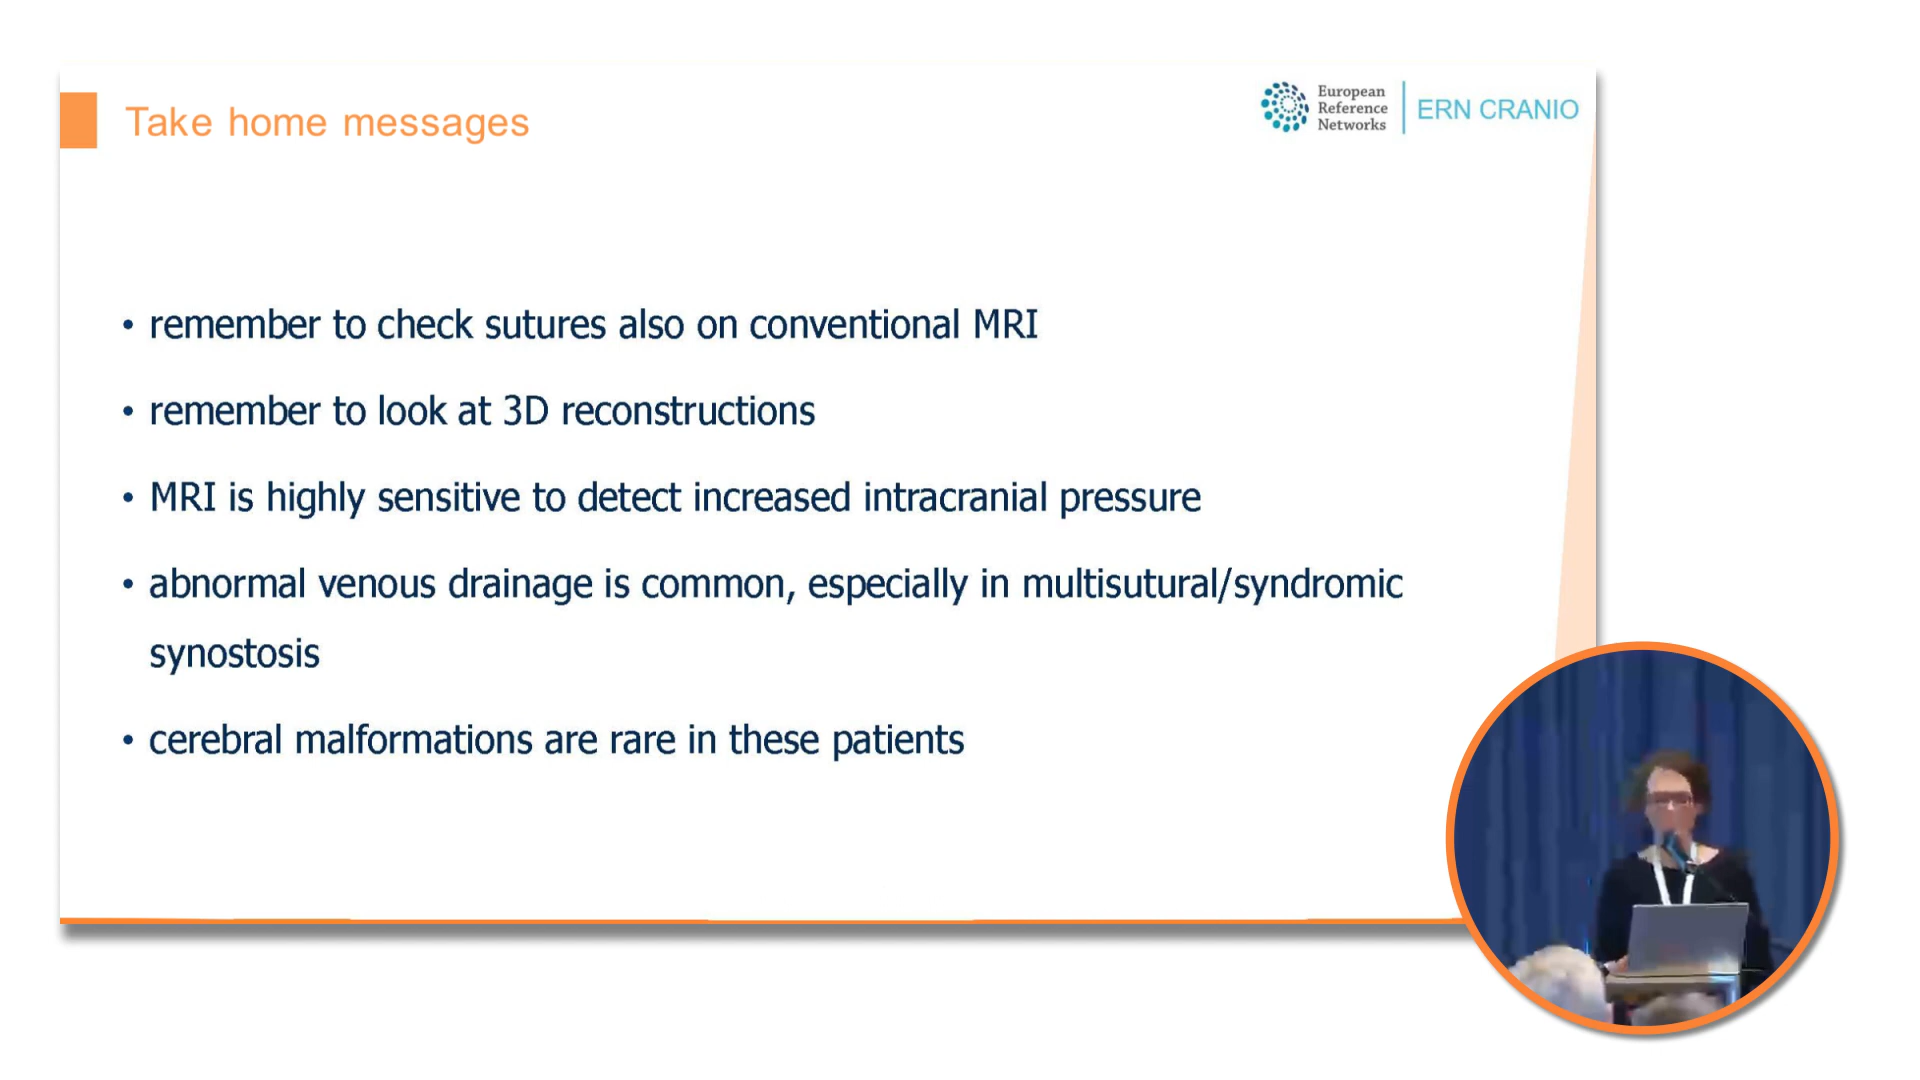 Take home messages
European
Reference
Networks
ERN CRANIO
• remember to check sutures also on conventional MRI
• remember to look at 3D reconstructions
• MRI is highly sensitive to detect increased intracranial pressure
• abnormal venous drainage is common, especially in multisutural/syndromic
synostosis
• cerebral malformations are rare in these patients